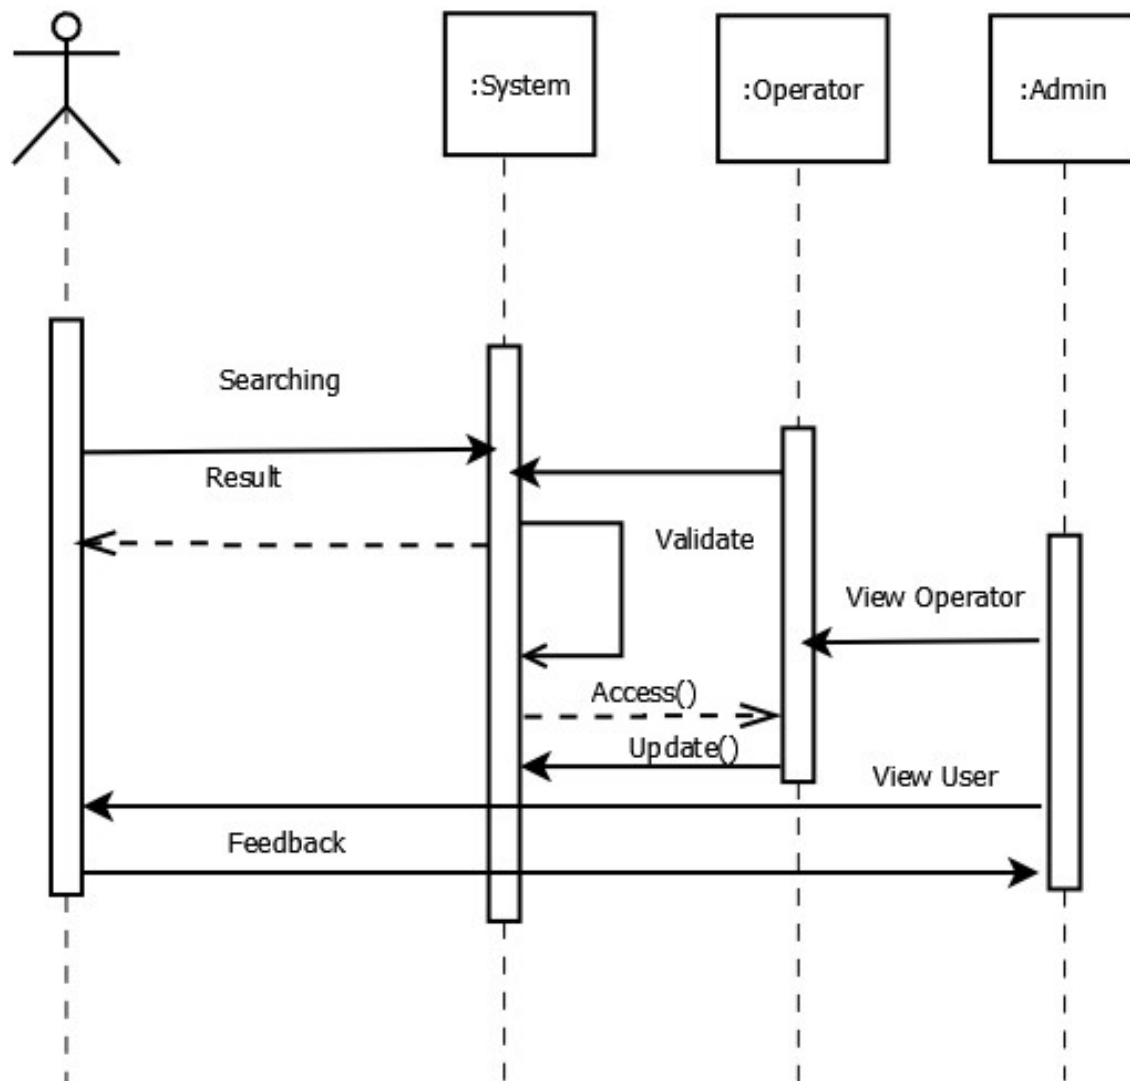 :System
:Operator
:Admin
Searching
Result
Validate
View Operator
Access()
Update()
View User
Feedback